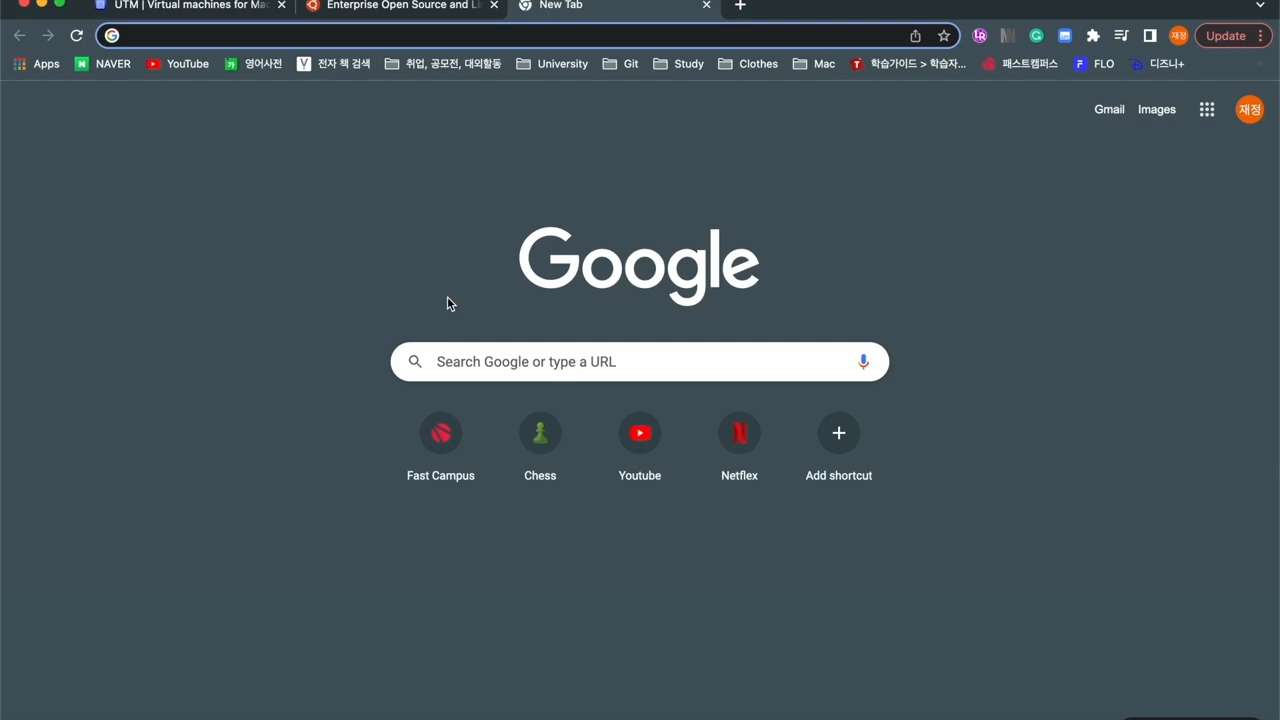 UTM | Virtual machines for Ma
Enterprise Open Source and Li
New Tab
Update
Apps
NAVER
YouTube
영어사전
전자 책 검색
취업, 공모전, 대외활동
University
Git
Study
Clothes
Mac
학습가이드 > 학습자...
패스트캠퍼스
FLO
디즈니+
Gmail
Images
재정
Google
Search Google or type a URL
Fast Campus
Chess
Youtube
Netflex
Add shortcut